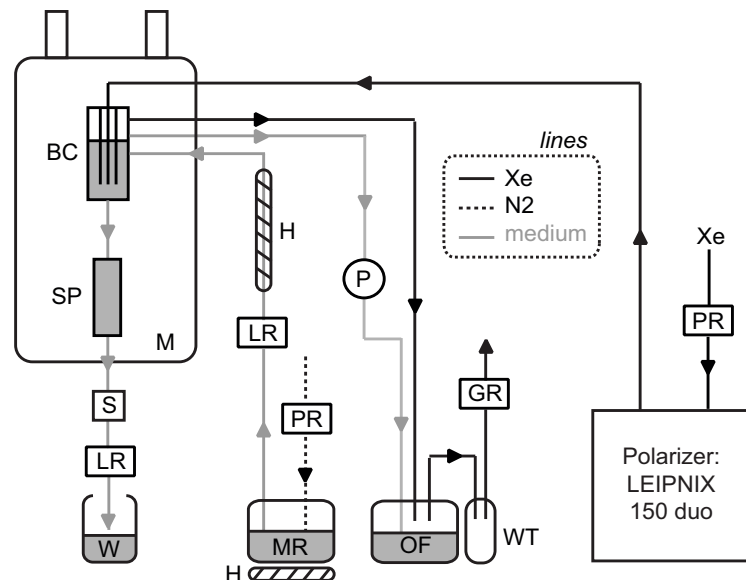 BC
SP
M
S
LR
W
H
LR
PR
MR
H
P
OF
GR
WT
lines
Xe
N2
medium
Xe
PR
Polarizer:
LEIPNIX
150 duo